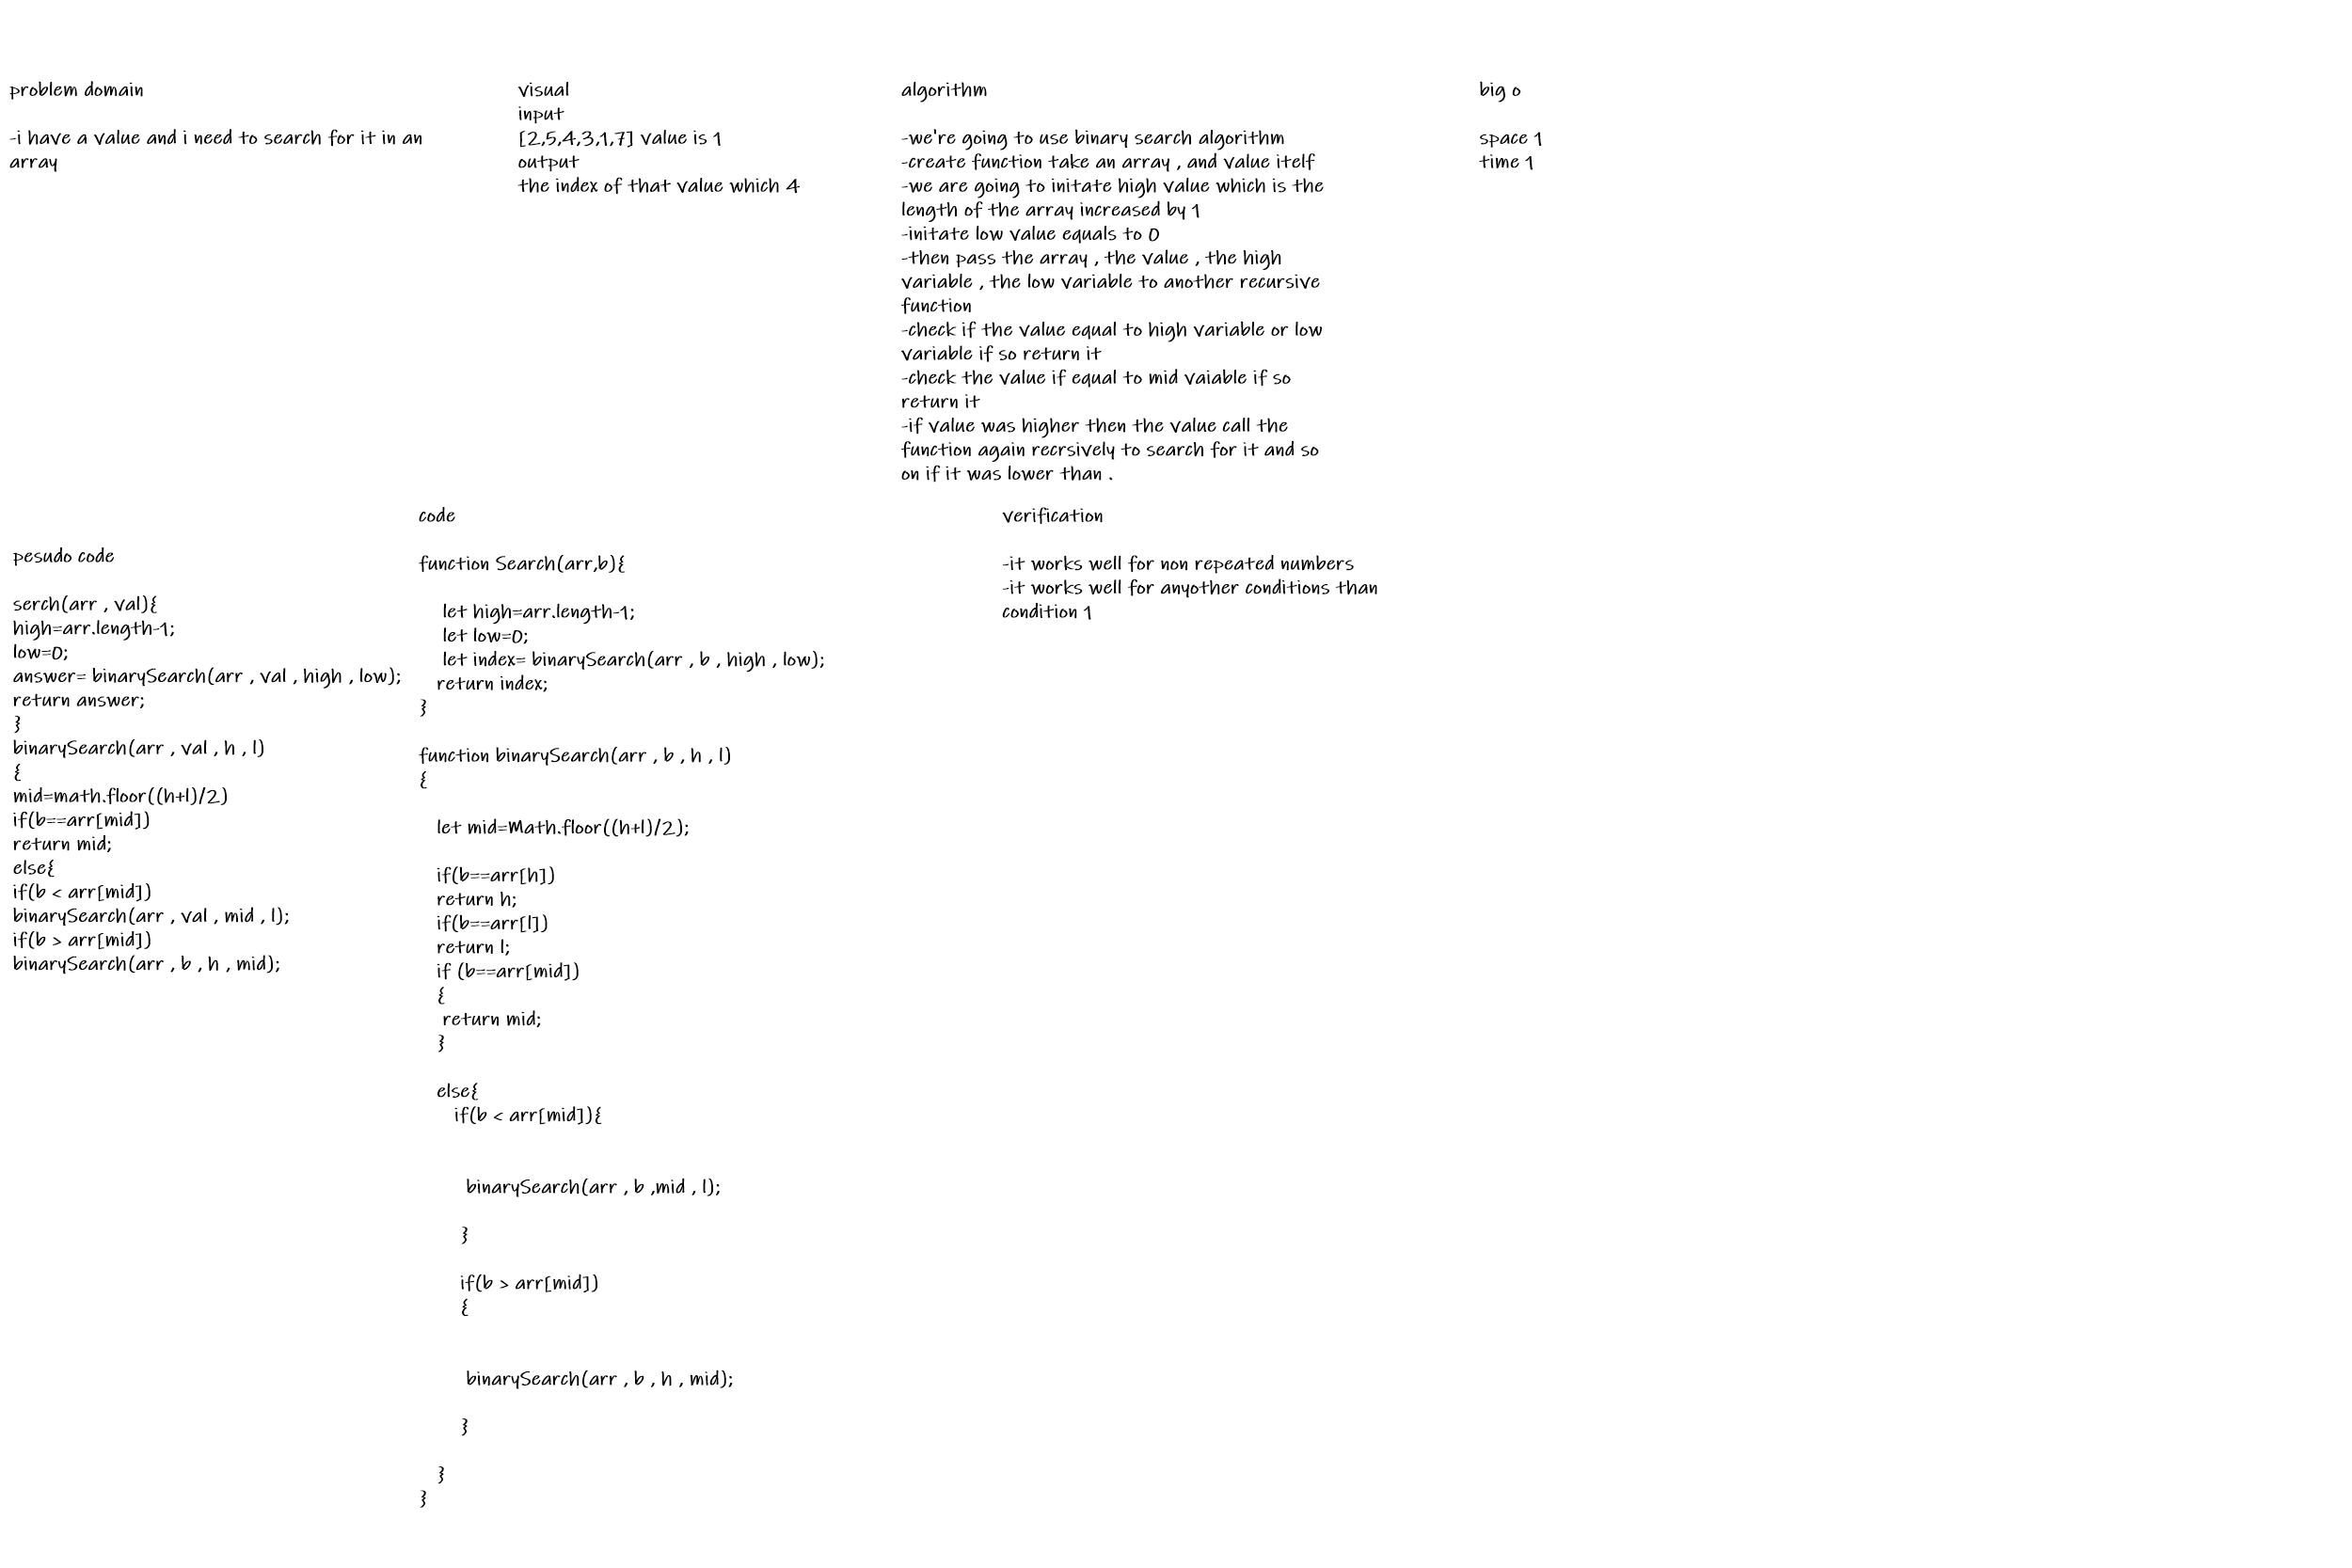 problem domain
-i have a value and i need to search for it in an
array
visual
input
[2,5,4,3,1,7] value is 1
output
the index of that value which 4
algorithm
-we're going to use binary search algorithm
-create function take an array , and value itelf
-we are going to initate high value which is the
length of the array increased by 1
-initate low value equals to 0
-then pass the array , the value , the high
variable , the low variable to another recursive
function
-check if the value equal to high variable or low
variable if so return it
-check the value if equal to mid vaiable if so
return it
-if value was higher then the value call the
function again recrsively to search for it and so
on if it was lower than .
big o
space 1
time 1
pesudo code
serch(arr , val){
high=arr.length-1;
low=0;
answer= binarySearch(arr , val , high , low);
return answer;
}
binarySearch(arr , val , h , l)
{
mid=math.floor((h+l)/2)
if(b==arr[mid])
return mid;
else{
if(b < arr[mid])
binarySearch(arr , val , mid , l);
if(b > arr[mid])
binarySearch(arr , b , h , mid);
code
function Search(arr,b){
let high=arr.length-1;
let low=0;
let index= binarySearch(arr , b , high , low);
return index;
}
function binarySearch(arr , b , h , l)
{
let mid=Math.floor((h+l)/2);
if(b==arr[h])
return h;
if(b==arr[l])
return l;
if (b==arr[mid])
{
return mid;
}
else{
if(b < arr[mid]){
binarySearch(arr , b ,mid , l);
}
if(b > arr[mid])
{
binarySearch(arr , b , h , mid);
}
}
}
verification
-it works well for non repeated numbers
-it works well for anyother conditions than
condition 1